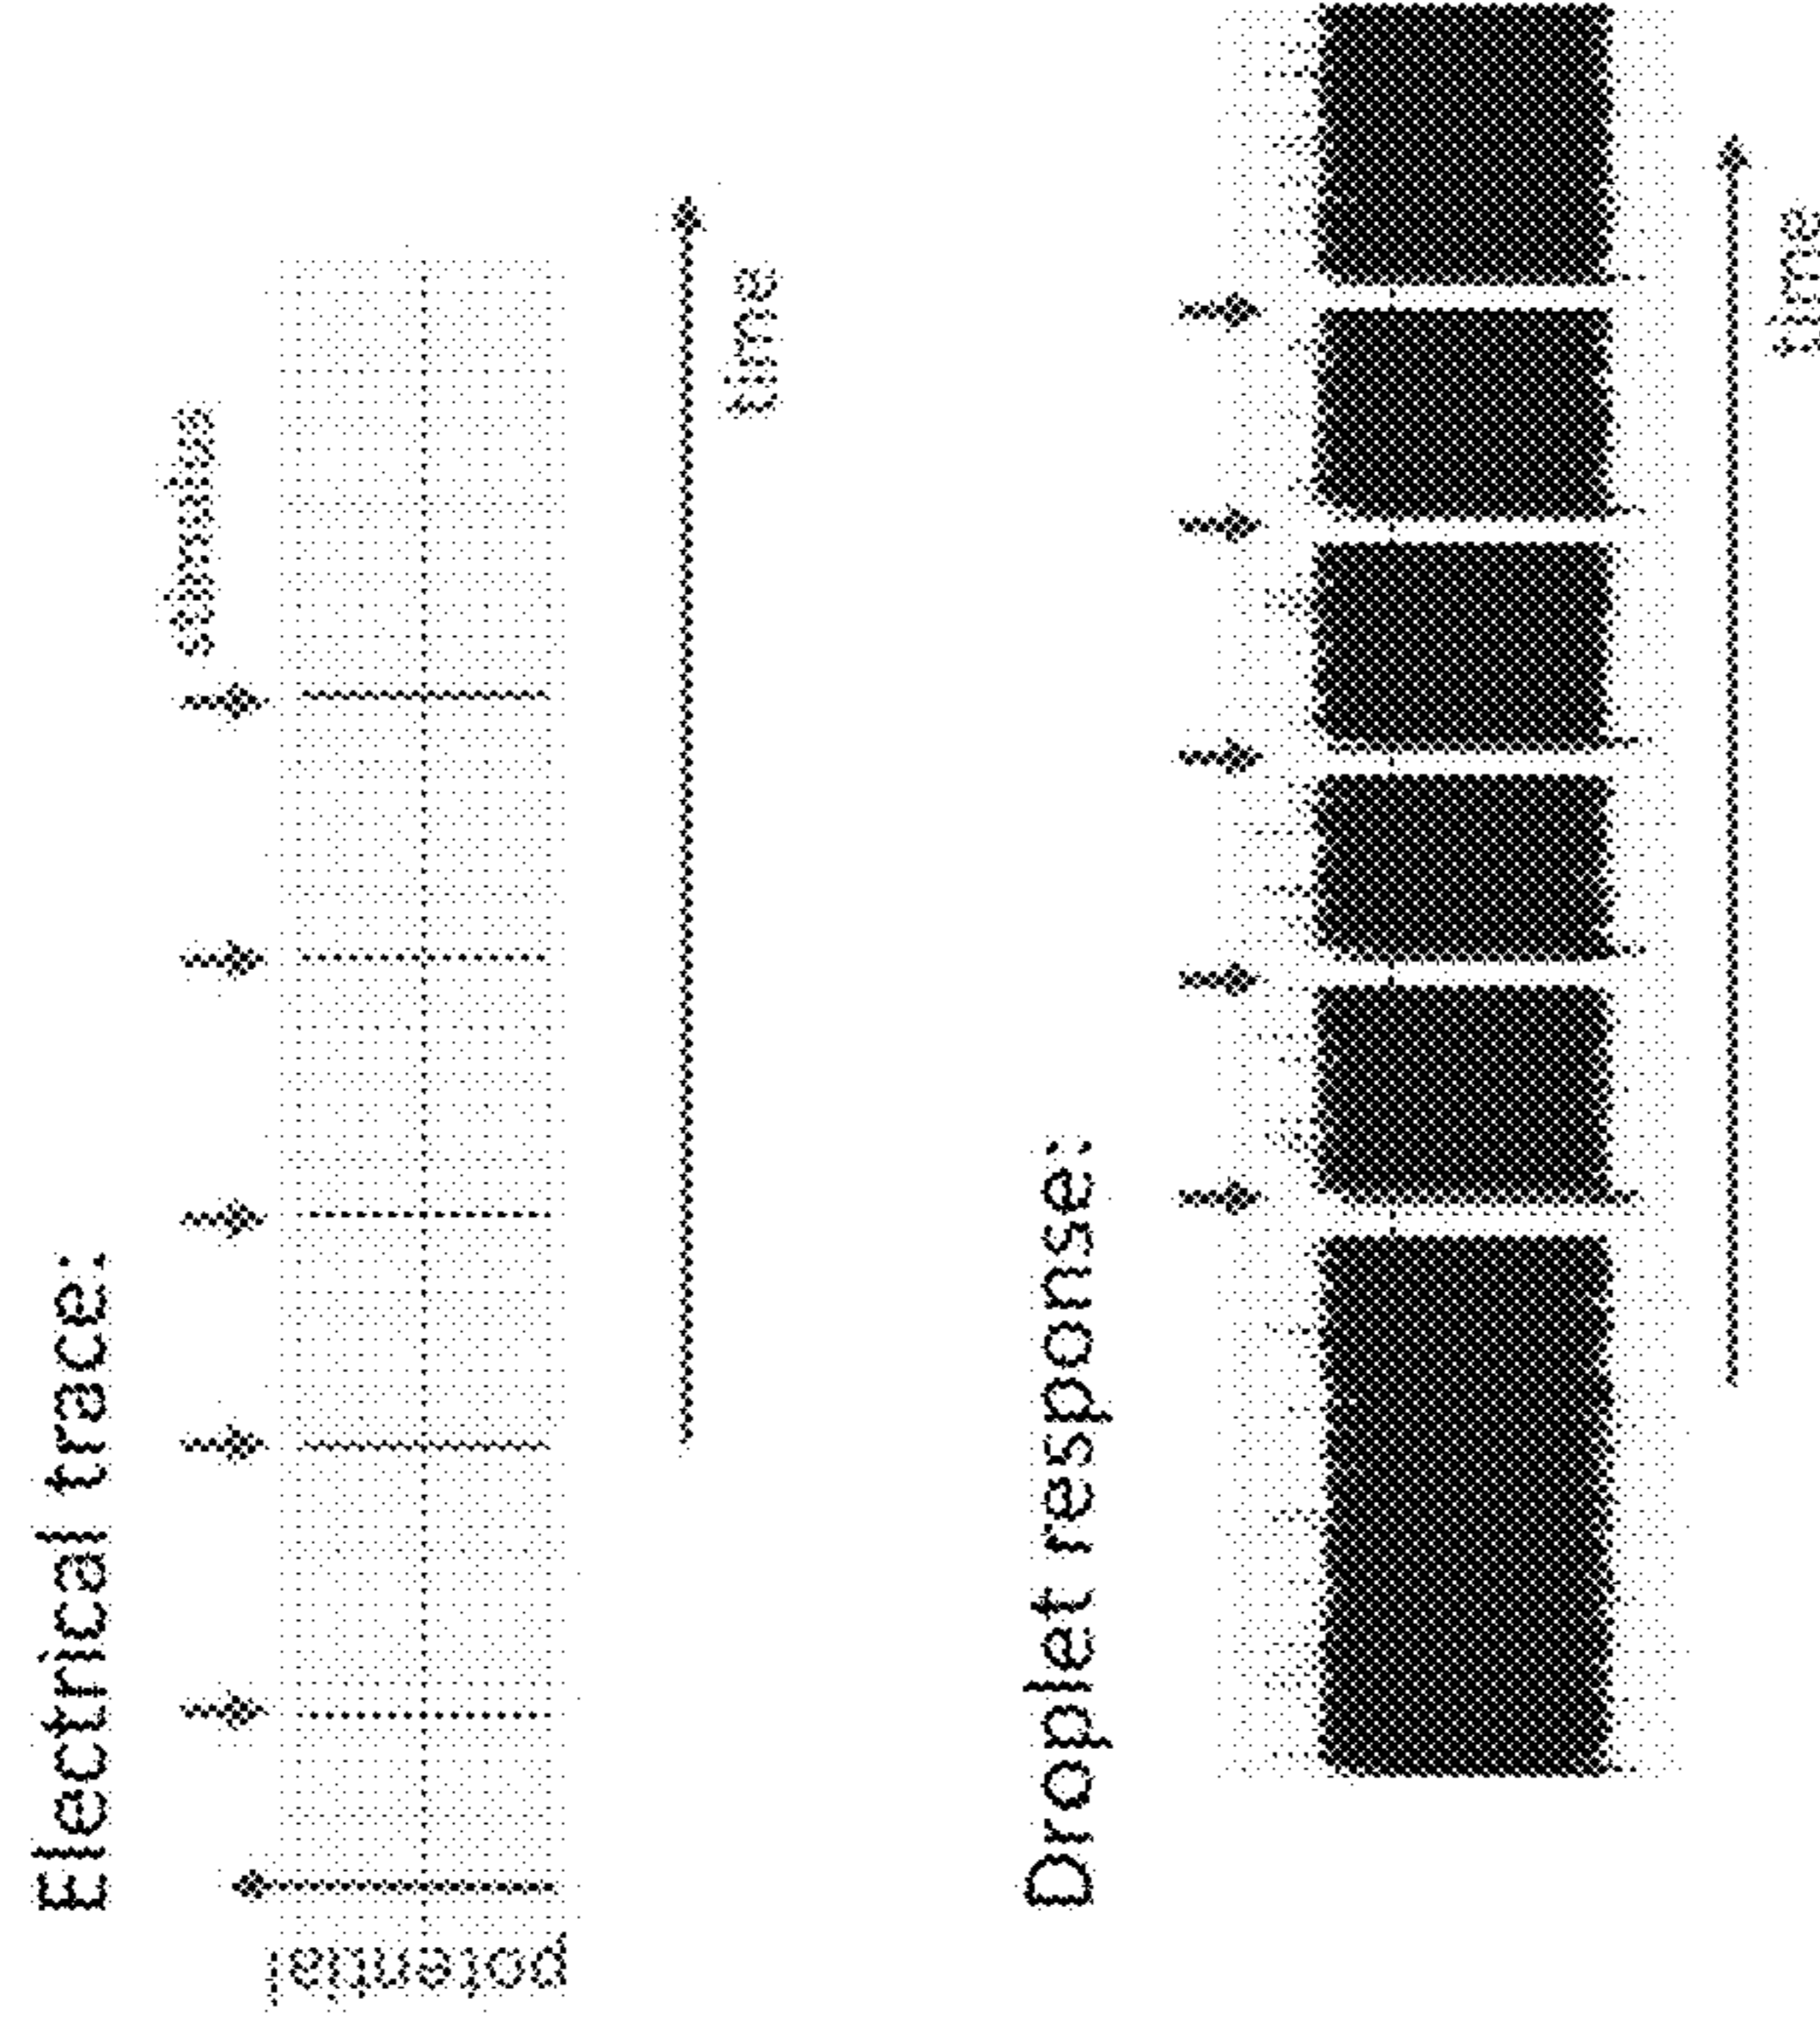 Electrical trace:
stimulus
potential
time
Droplet response:
time